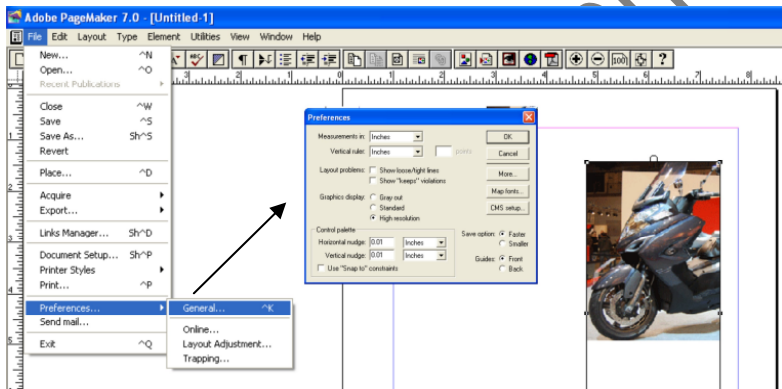 Adobe PageMaker 7.0 - [Untitled-1]
File Edit Layout Type Element Utilities View Window Help
New... ^N
Open... ^O
Recent Publications
Close ^W
Save ^S
Save As... Sh^S
Revert
Place... ^D
Acquire
Export...
Links Manager... Sh^D
Document Setup... Sh^P
Printer Styles
Print... ^P
Preferences...
Send mail...
Exit ^Q
General... ^K
Online...
Layout Adjustment...
Trapping...
Preferences
Measurements in: Inches OK
Vertical ruler: Inches points Cancel
Layout problems: Show loose/tight lines More...
Show "keeps" violations
Map fonts...
Graphics display: Gray out
Standard CMS setup...
High resolution
Control palette
Horizontal nudge: 0.01 Inches Save option: Faster
Smaller
Vertical nudge: 0.01 Inches Guides: Front
Use "Snap to" constraints Back